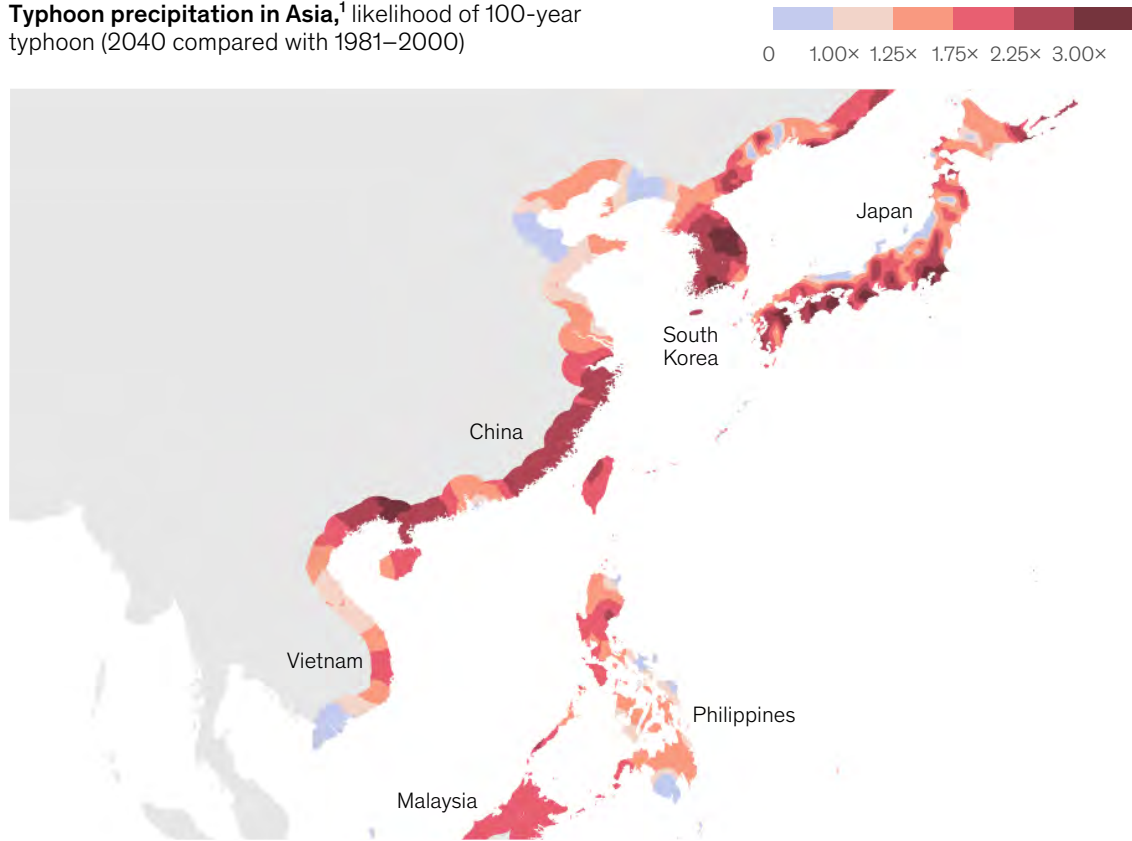 Typhoon precipitation in Asia,¹ likelihood of 100-year
typhoon (2040 compared with 1981–2000)
0 1.00× 1.25× 1.75× 2.25× 3.00×
Japan
South
Korea
China
Vietnam
Philippines
Malaysia